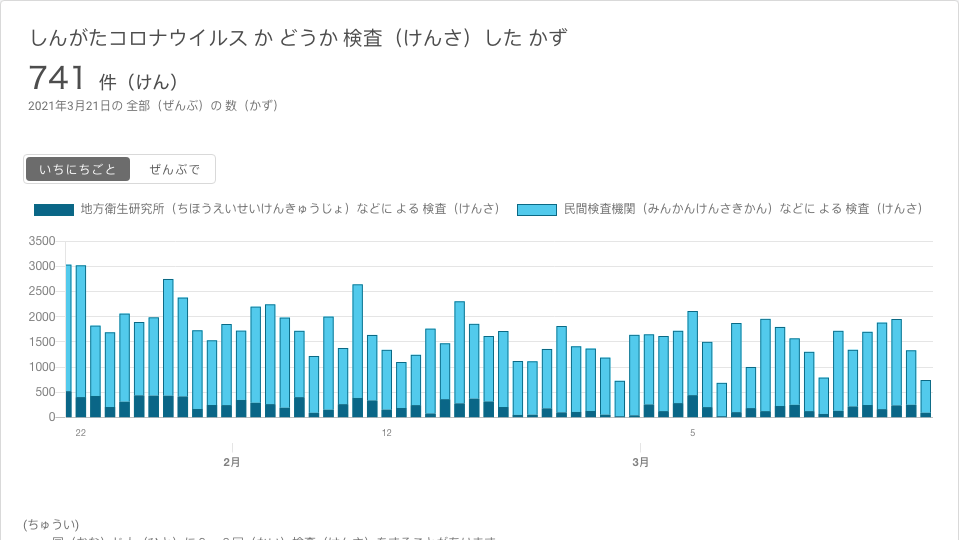 しんがたコロナウイルス か どうか 検査（けんさ）した かず
741 件（けん）
2021年3月21日の 全部（ぜんぶ）の 数（かず）
いちにちごと ぜんぶで
地方衛生研究所（ちほうえいせいけんきゅうじょ）などに よる 検査（けんさ） 民間検査機関（みんかんけんさきかん）などに よる 検査（けんさ）
3500
3000
2500
2000
1500
1000
500
0
22 12 5
2月 3月
(ちゅうい)